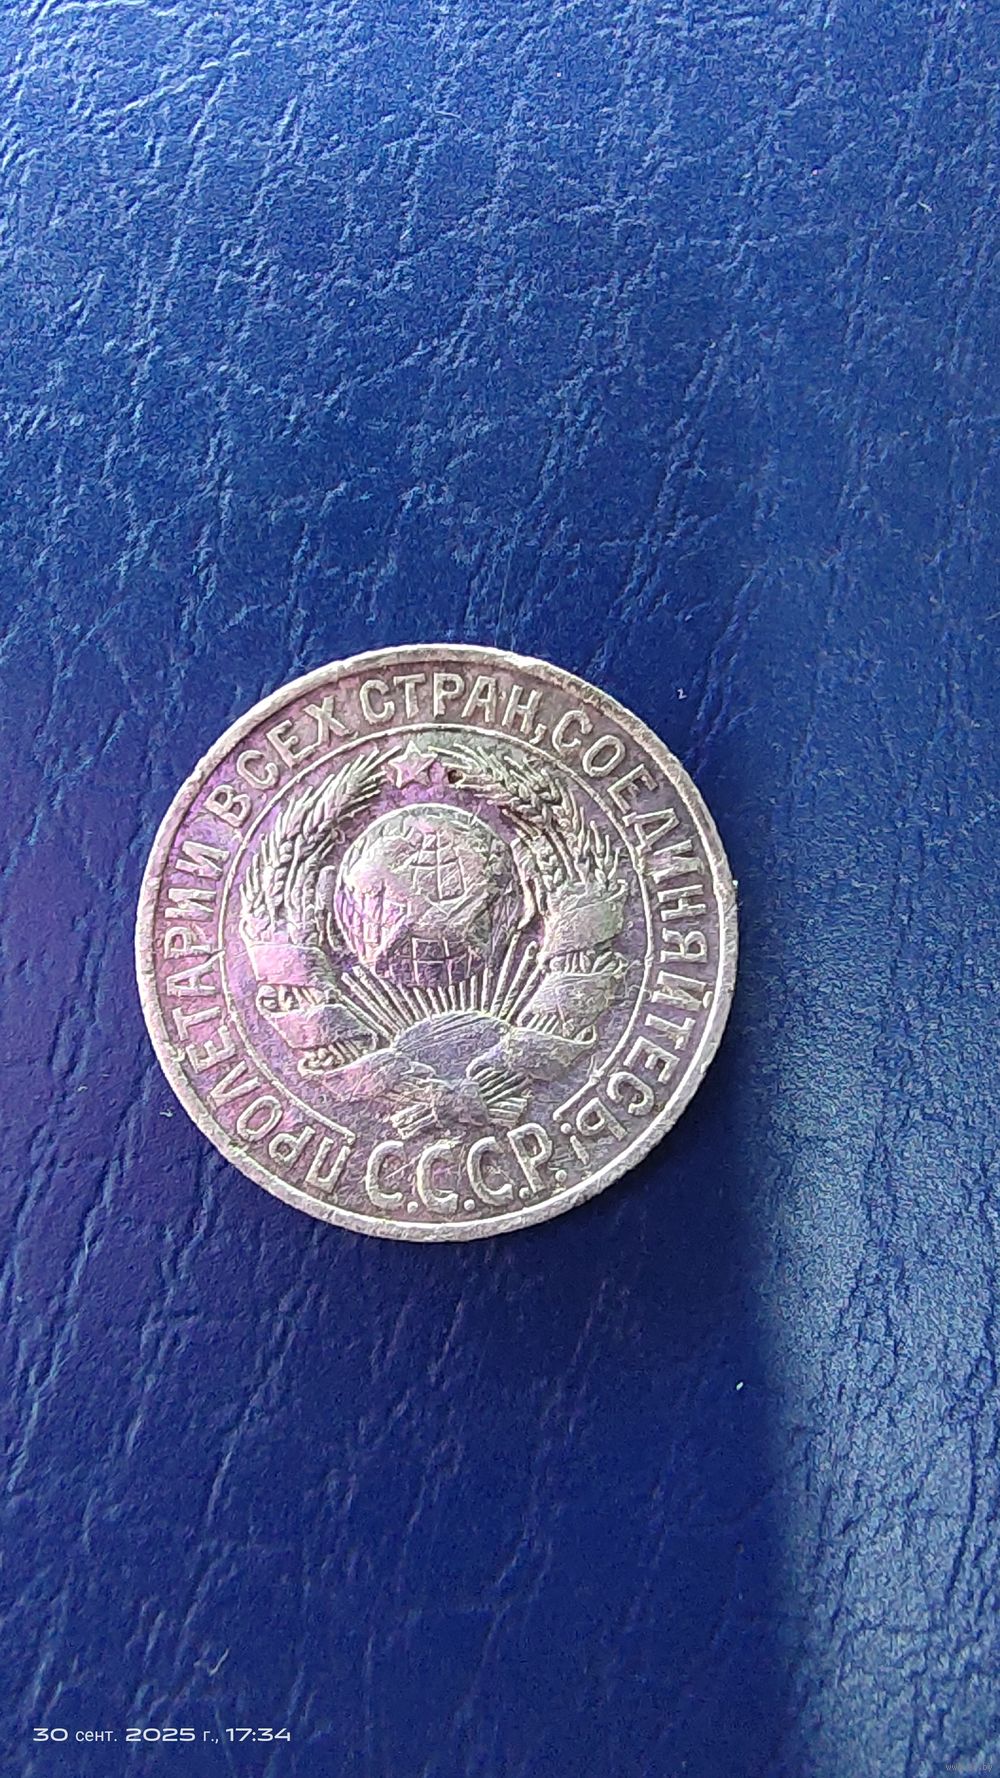 ПРОЛЕТАРИИ ВСЕХ СТРАН, СОЕДИНЯЙТЕСЬ!
С.С.С.Р.
30 сент. 2025 г., 17:34